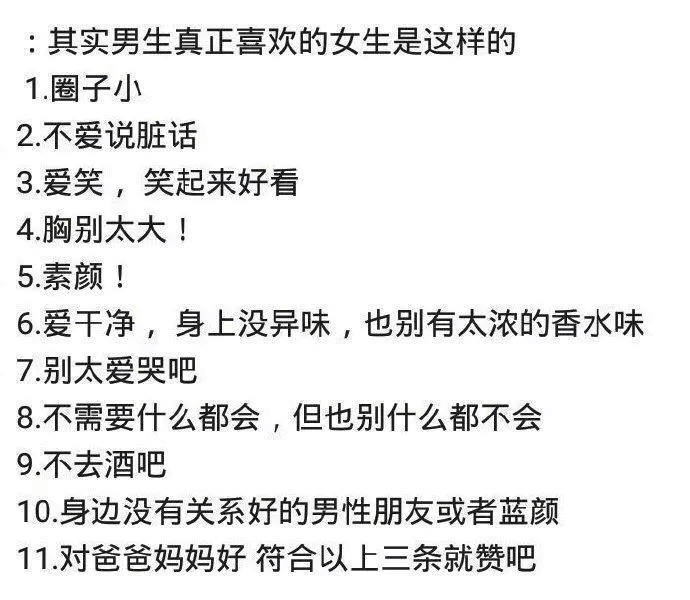 ：其实男生真正喜欢的女生是这样的
1.圈子小
2.不爱说脏话
3.爱笑，笑起来好看
4.胸别太大！
5.素颜！
6.爱干净，身上没异味，也别有太浓的香水味
7.别太爱哭吧
8.不需要什么都会，但也别什么都不会
9.不去酒吧
10.身边没有关系好的男性朋友或者蓝颜
11.对爸爸妈妈好 符合以上三条就赞吧